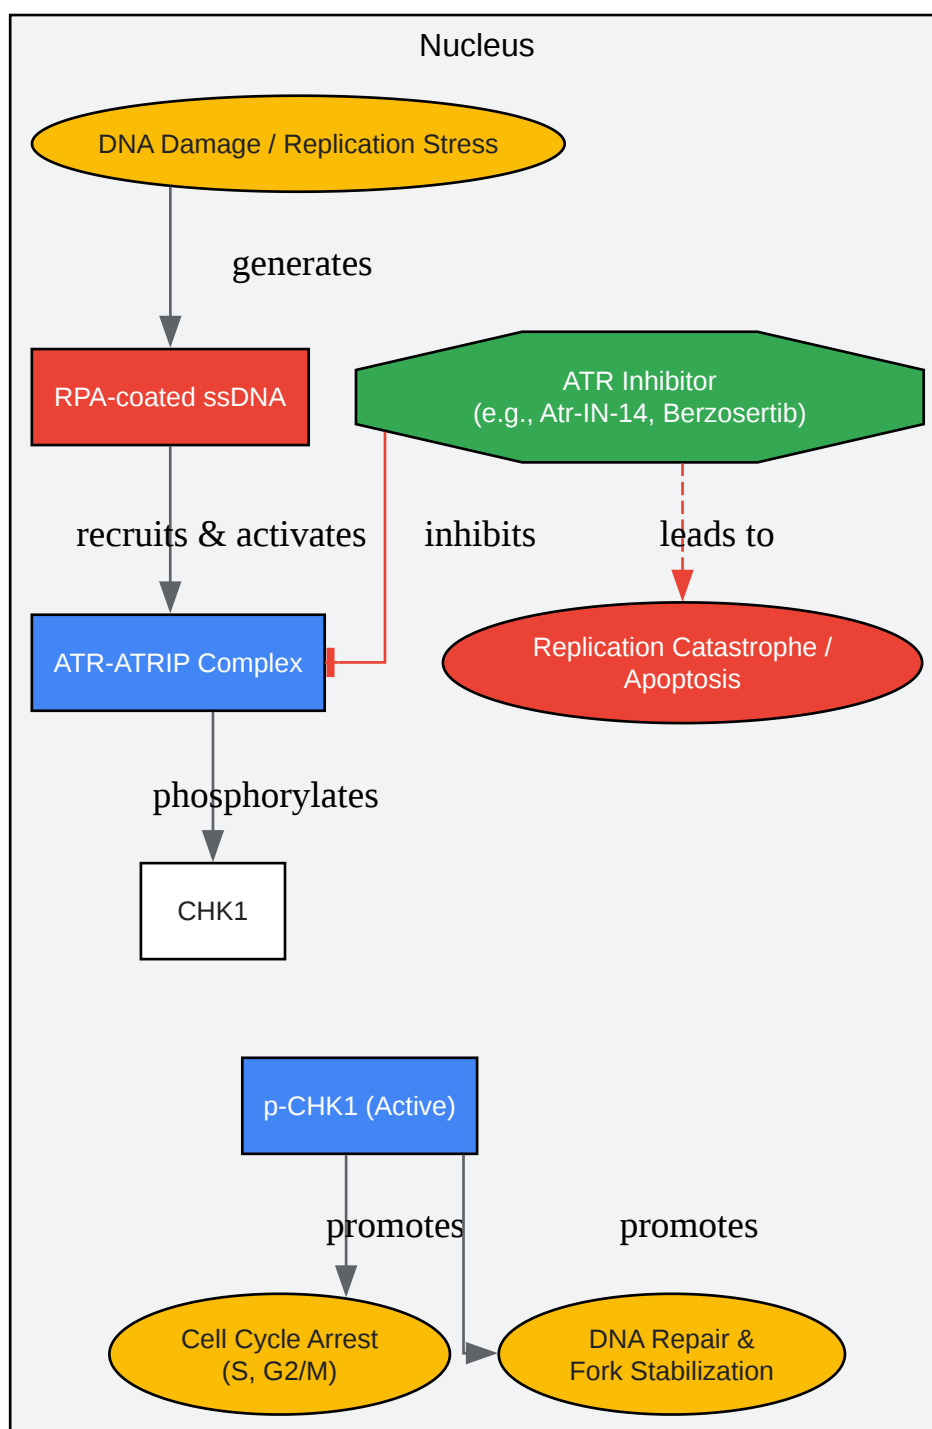 Nucleus
DNA Damage / Replication Stress
generates
RPA-coated ssDNA
ATR Inhibitor
(e.g., Atr-IN-14, Berzosertib)
recruits & activates
inhibits
leads to
ATR-ATRIP Complex
Replication Catastrophe /
Apoptosis
phosphorylates
CHK1
p-CHK1 (Active)
promotes
promotes
Cell Cycle Arrest
(S, G2/M)
DNA Repair &
Fork Stabilization